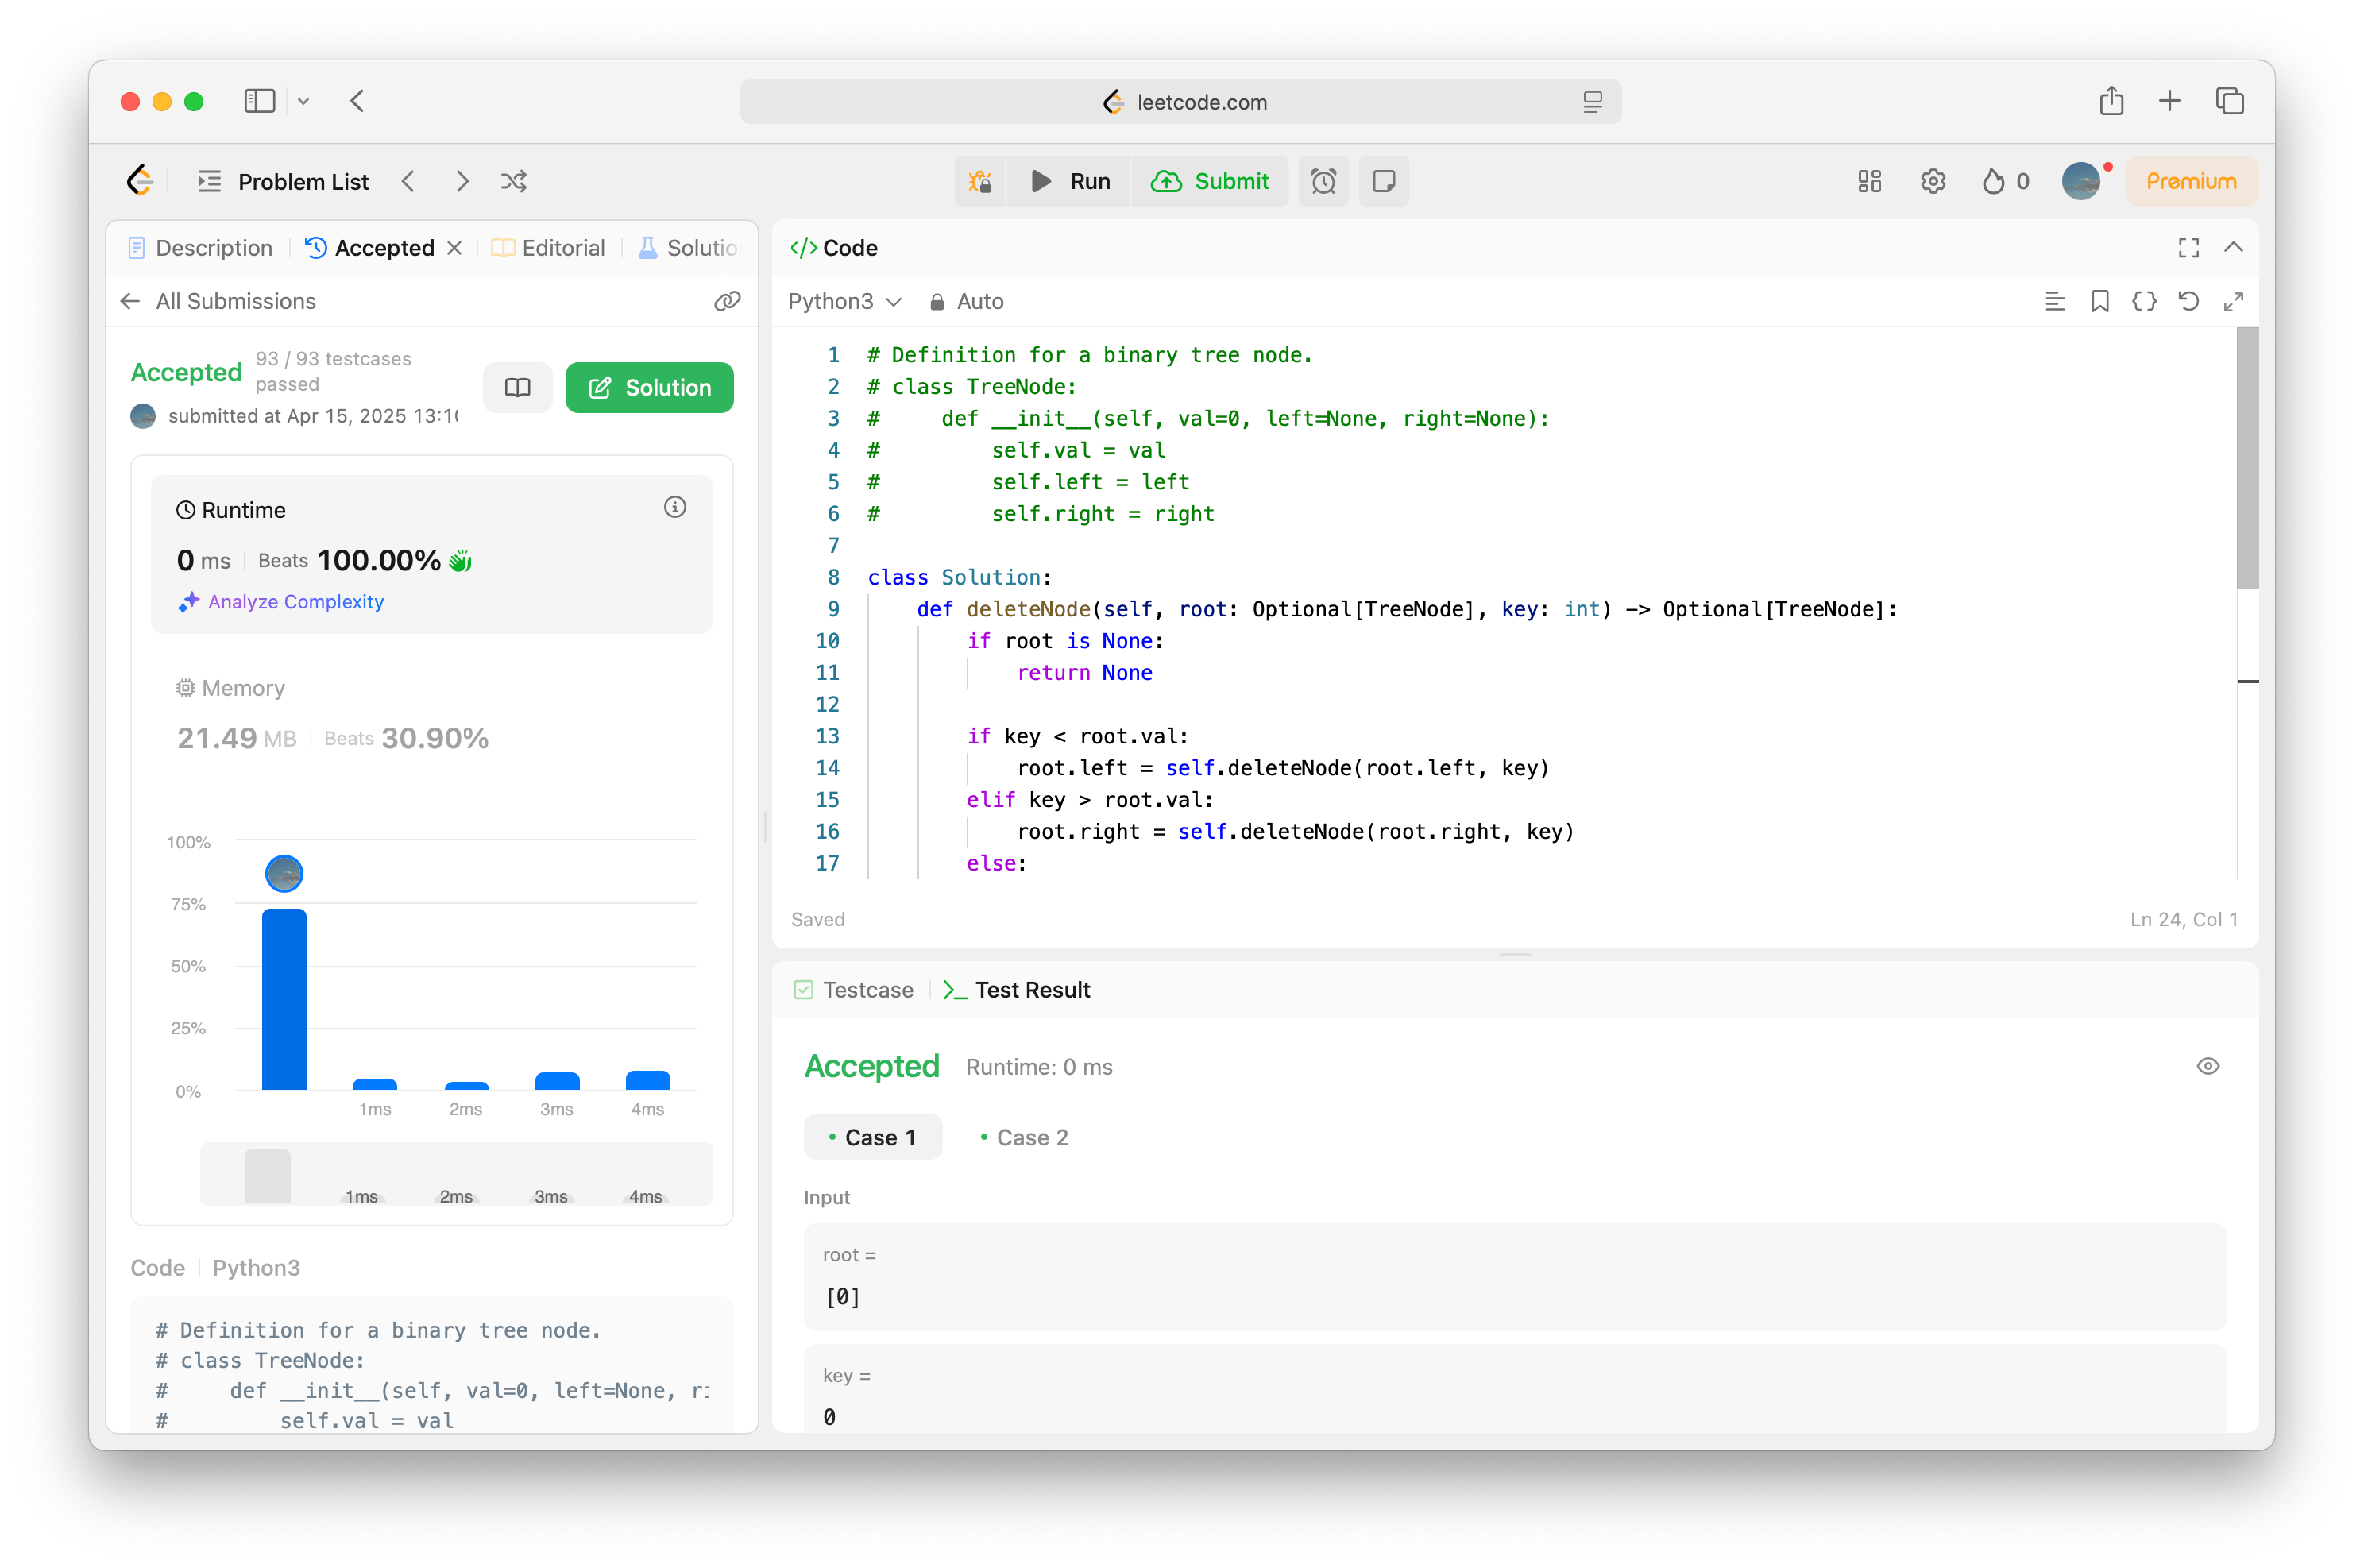 leetcode.com
Problem List
Run
Submit
0
Premium
Description
Accepted
Editorial
Solutio
All Submissions
Accepted
93 / 93 testcases
passed
submitted at Apr 15, 2025 13:1
Solution
Runtime
0 ms
Beats 100.00%
Analyze Complexity
Memory
21.49 MB
Beats 30.90%
100%
75%
50%
25%
0%
1ms 2ms 3ms 4ms
1ms 2ms 3ms 4ms
Code
Python3
# Definition for a binary tree node.
# class TreeNode:
#     def __init__(self, val=0, left=None, ri
#         self.val = val
</> Code
Python3
Auto
1 # Definition for a binary tree node.
2 # class TreeNode:
3 #     def __init__(self, val=0, left=None, right=None):
4 #         self.val = val
5 #         self.left = left
6 #         self.right = right
7
8 class Solution:
9     def deleteNode(self, root: Optional[TreeNode], key: int) -> Optional[TreeNode]:
10         if root is None:
11             return None
12
13         if key < root.val:
14             root.left = self.deleteNode(root.left, key)
15         elif key > root.val:
16             root.right = self.deleteNode(root.right, key)
17         else:
Saved
Ln 24, Col 1
Testcase
>_ Test Result
Accepted
Runtime: 0 ms
Case 1
Case 2
Input
root =
[0]
key =
0